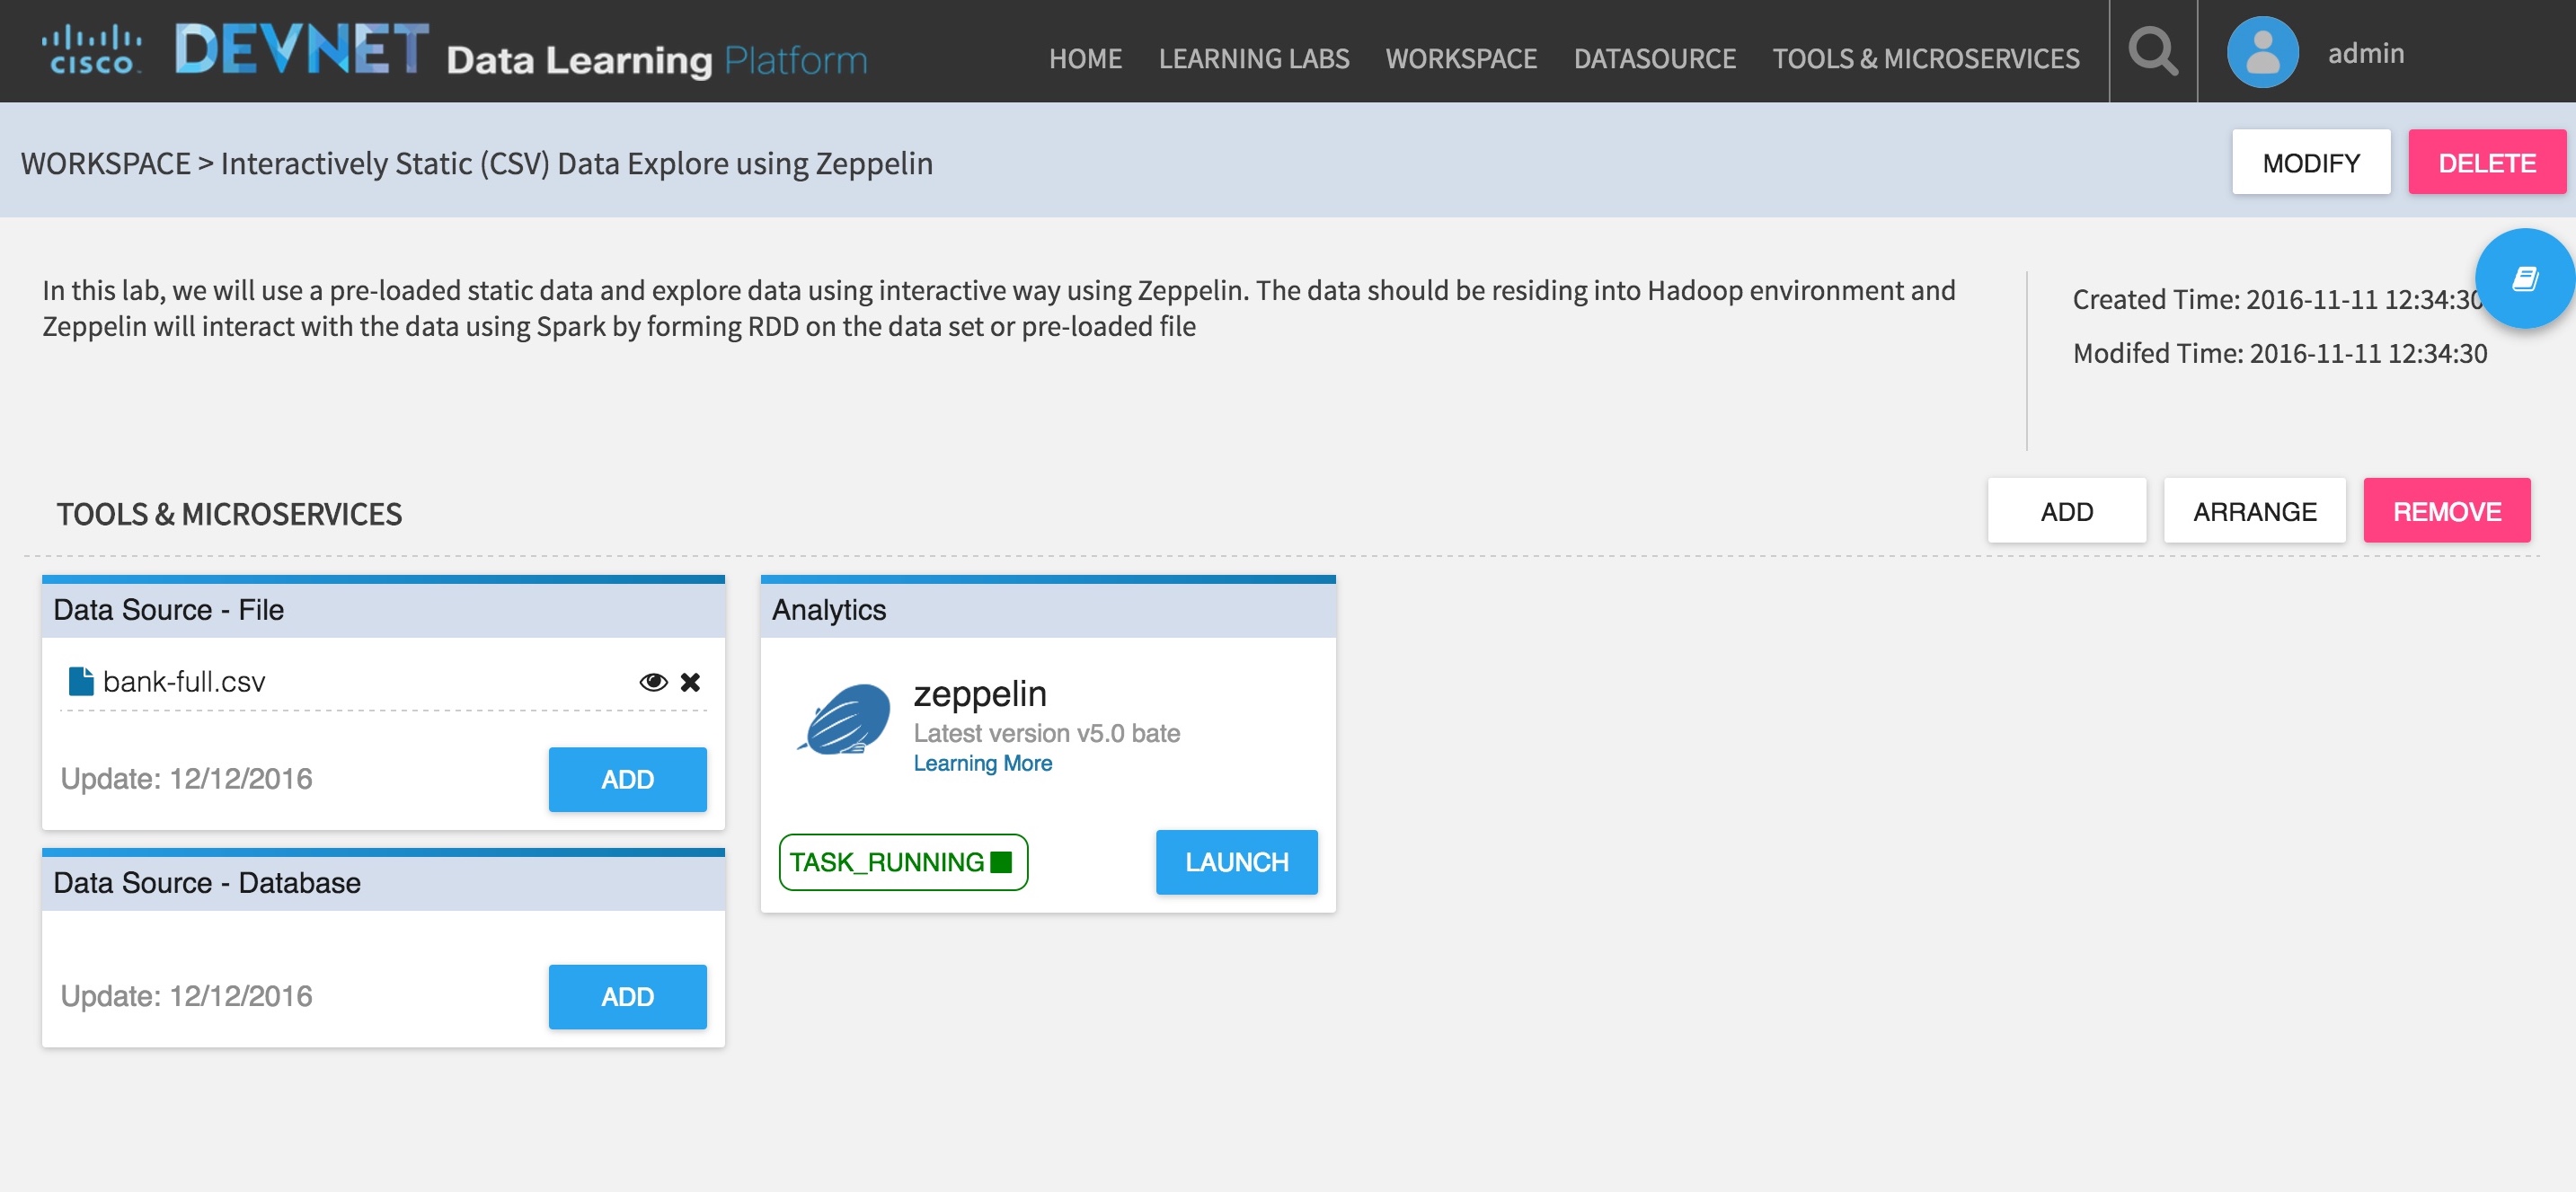 CISCO DEVNET Data Learning Platform HOME LEARNING LABS WORKSPACE DATASOURCE TOOLS & MICROSERVICES admin
WORKSPACE > Interactively Static (CSV) Data Explore using Zeppelin MODIFY DELETE
In this lab, we will use a pre-loaded static data and explore data using interactive way using Zeppelin. The data should be residing into Hadoop environment and
Zeppelin will interact with the data using Spark by forming RDD on the data set or pre-loaded file
Created Time: 2016-11-11 12:34:30
Modifed Time: 2016-11-11 12:34:30
TOOLS & MICROSERVICES ADD ARRANGE REMOVE
Data Source - File
bank-full.csv
Update: 12/12/2016 ADD
Data Source - Database
Update: 12/12/2016 ADD
Analytics
zeppelin
Latest version v5.0 bate
Learning More
TASK_RUNNING LAUNCH